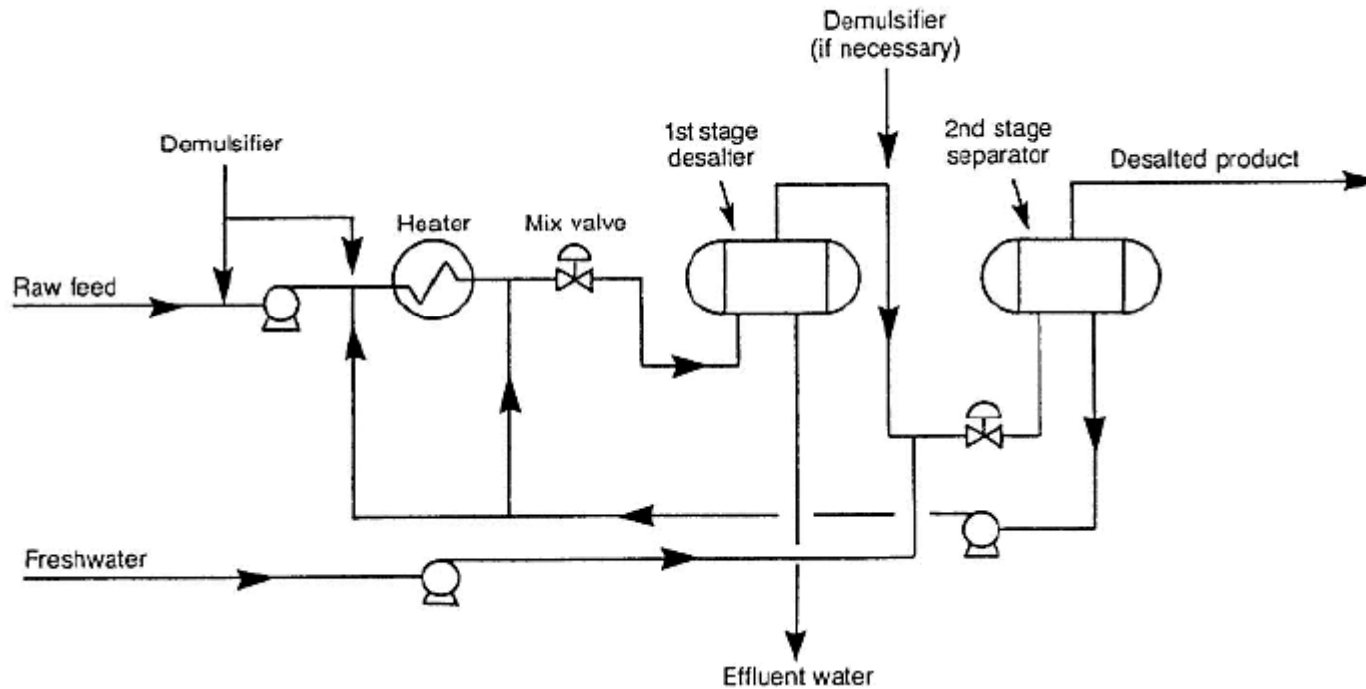 Demulsifier
(if necessary)
1st stage
desalter
2nd stage
separator
Desalted product
Demulsifier
Heater
Mix valve
Raw feed
Freshwater
Effluent water